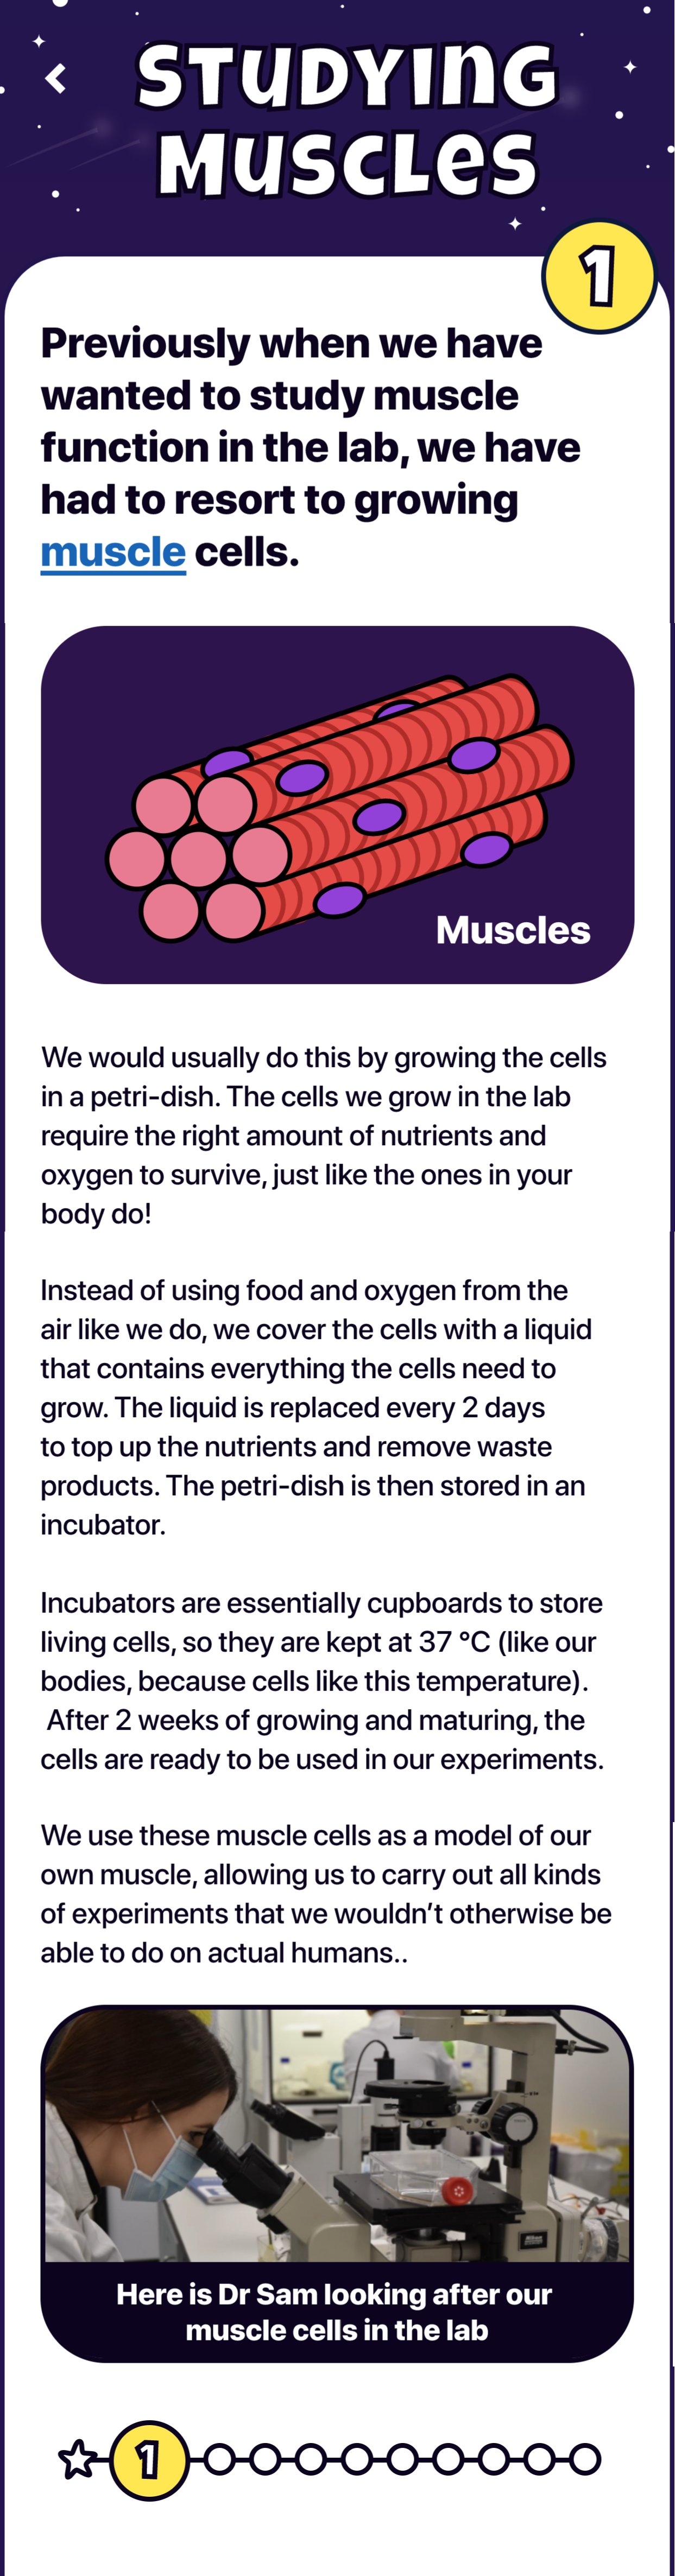 STUDYING
MUSCLES
1
Previously when we have
wanted to study muscle
function in the lab, we have
had to resort to growing
muscle cells.
Muscles
We would usually do this by growing the cells
in a petri-dish. The cells we grow in the lab
require the right amount of nutrients and
oxygen to survive, just like the ones in your
body do!
Instead of using food and oxygen from the
air like we do, we cover the cells with a liquid
that contains everything the cells need to
grow. The liquid is replaced every 2 days
to top up the nutrients and remove waste
products. The petri-dish is then stored in an
incubator.
Incubators are essentially cupboards to store
living cells, so they are kept at 37 °C (like our
bodies, because cells like this temperature).
After 2 weeks of growing and maturing, the
cells are ready to be used in our experiments.
We use these muscle cells as a model of our
own muscle, allowing us to carry out all kinds
of experiments that we wouldn’t otherwise be
able to do on actual humans..
Here is Dr Sam looking after our
muscle cells in the lab
1